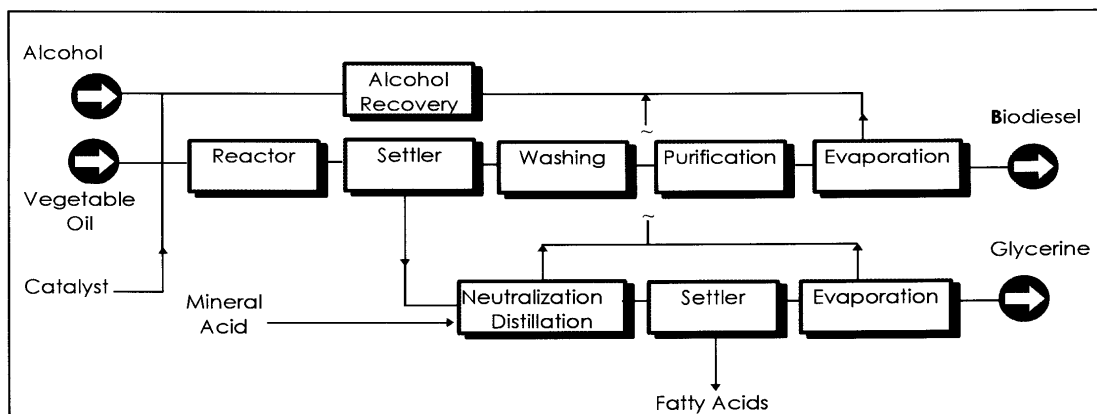 Alcohol
Alcohol
Recovery
Biodiesel
Reactor
Settler
Washing
Purification
Evaporation
Vegetable
Oil
Glycerine
Catalyst
Mineral
Acid
Neutralization
Distillation
Settler
Evaporation
Fatty Acids